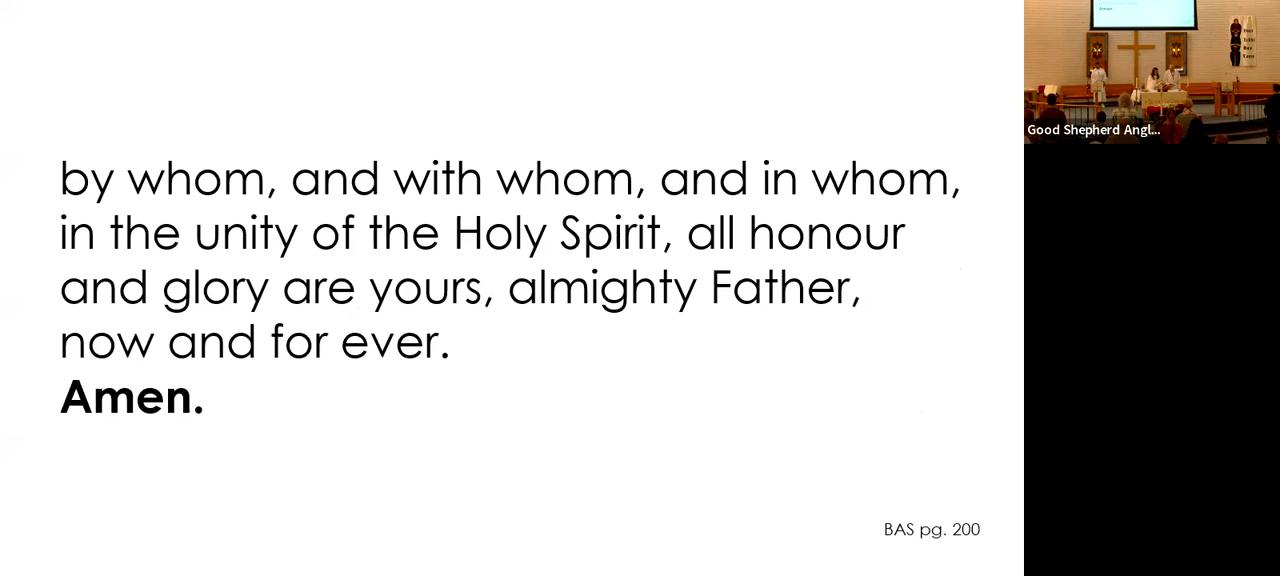 by whom, and with whom, and in whom,
in the unity of the Holy Spirit, all honour
and glory are yours, almighty Father,
now and for ever.
Amen.
BAS pg. 200
Good Shepherd Angl...